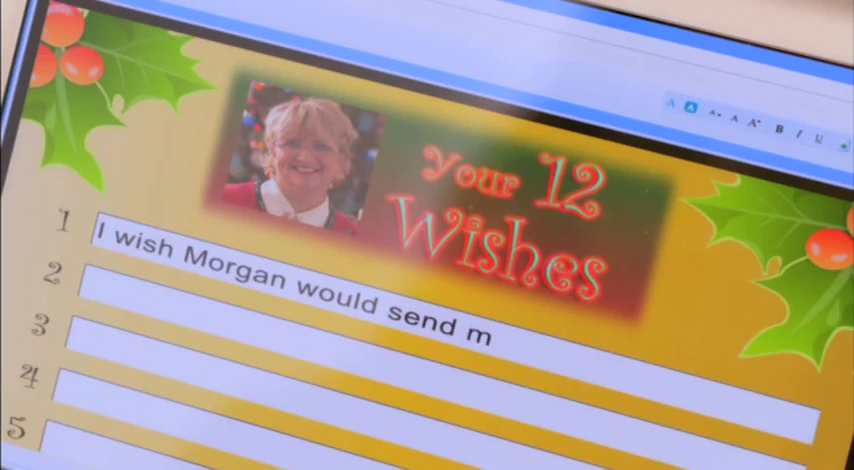 your 12
Wishes
1 I wish Morgan would send m
2
3
4
5
A A A A A B I U